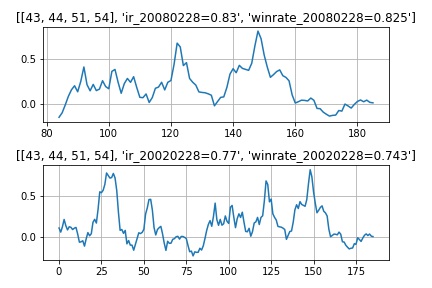 [[43, 44, 51, 54], 'ir_20080228=0.83', 'winrate_20080228=0.825']
0.5
0.0
80 100 120 140 160 180
[[43, 44, 51, 54], 'ir_20020228=0.77', 'winrate_20020228=0.743']
0.5
0.0
0 25 50 75 100 125 150 175